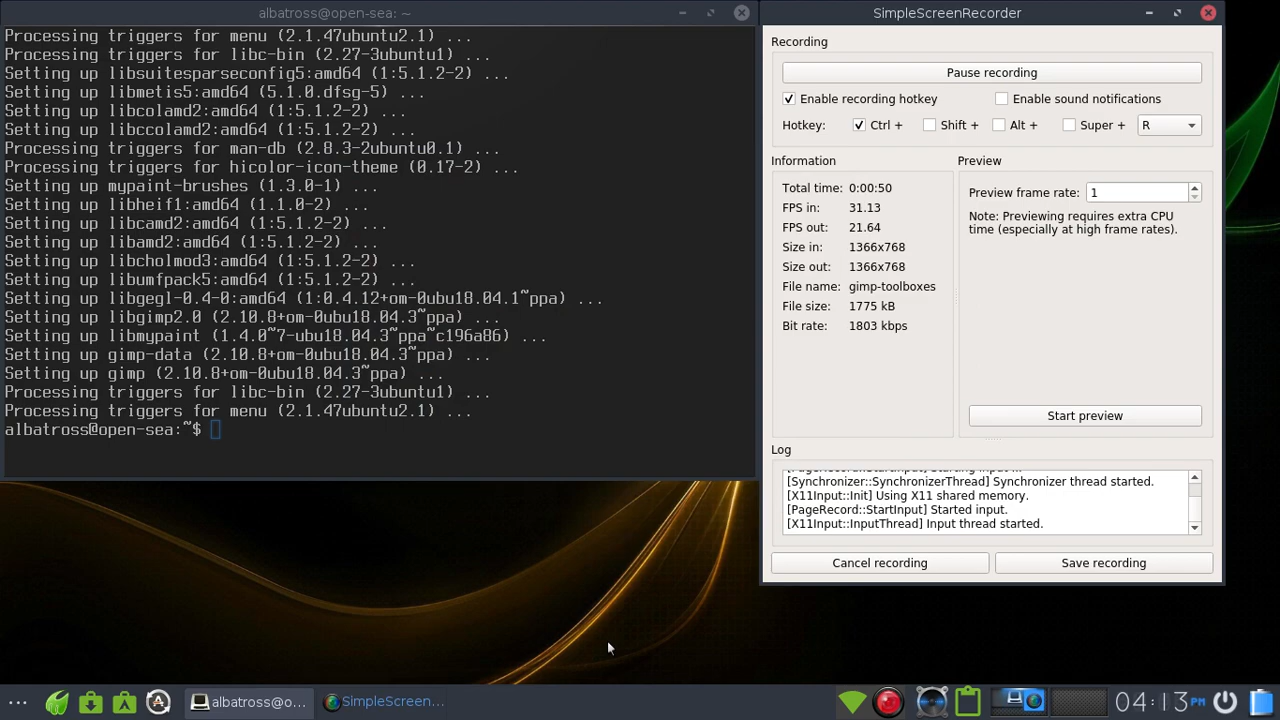 albatross@open-sea: ~
Processing triggers for menu (2.1.47ubuntu2.1) ...
Processing triggers for libc-bin (2.27-3ubuntu1) ...
Setting up libsuitesparseconfig5:amd64 (1:5.1.2-2) ...
Setting up libmetis5:amd64 (5.1.0.dfsg-5) ...
Setting up libcolamd2:amd64 (1:5.1.2-2) ...
Setting up libccolamd2:amd64 (1:5.1.2-2) ...
Processing triggers for man-db (2.8.3-2ubuntu0.1) ...
Processing triggers for hicolor-icon-theme (0.17-2) ...
Setting up mypaint-brushes (1.3.0-1) ...
Setting up libheif1:amd64 (1.1.0-2) ...
Setting up libcamd2:amd64 (1:5.1.2-2) ...
Setting up libamd2:amd64 (1:5.1.2-2) ...
Setting up libcholmod3:amd64 (1:5.1.2-2) ...
Setting up libumfpack5:amd64 (1:5.1.2-2) ...
Setting up libgegl-0.4-0:amd64 (1:0.4.12+om-0ubu18.04.1~ppa) ...
Setting up libgimp2.0 (2.10.8+om-0ubu18.04.3~ppa) ...
Setting up libmypaint (1.4.0~7-ubu18.04.3~ppa~c196a86) ...
Setting up gimp-data (2.10.8+om-0ubu18.04.3~ppa) ...
Setting up gimp (2.10.8+om-0ubu18.04.3~ppa) ...
Processing triggers for libc-bin (2.27-3ubuntu1) ...
Processing triggers for menu (2.1.47ubuntu2.1) ...
albatross@open-sea:~$
SimpleScreenRecorder
Recording
Pause recording
Enable recording hotkey Enable sound notifications
Hotkey: Ctrl + Shift + Alt + Super + R
Information
Total time: 0:00:50
FPS in: 31.13
FPS out: 21.64
Size in: 1366x768
Size out: 1366x768
File name: gimp-toolboxes
File size: 1775 kB
Bit rate: 1803 kbps
Preview
Preview frame rate: 1
Note: Previewing requires extra CPU
time (especially at high frame rates).
Start preview
Log
[PageRecord::StartInput] Starting input ...
[Synchronizer::SynchronizerThread] Synchronizer thread started.
[X11Input::Init] Using X11 shared memory.
[PageRecord::StartInput] Started input.
[X11Input::InputThread] Input thread started.
Cancel recording Save recording
albatross@o... SimpleScreen... 04:13PM